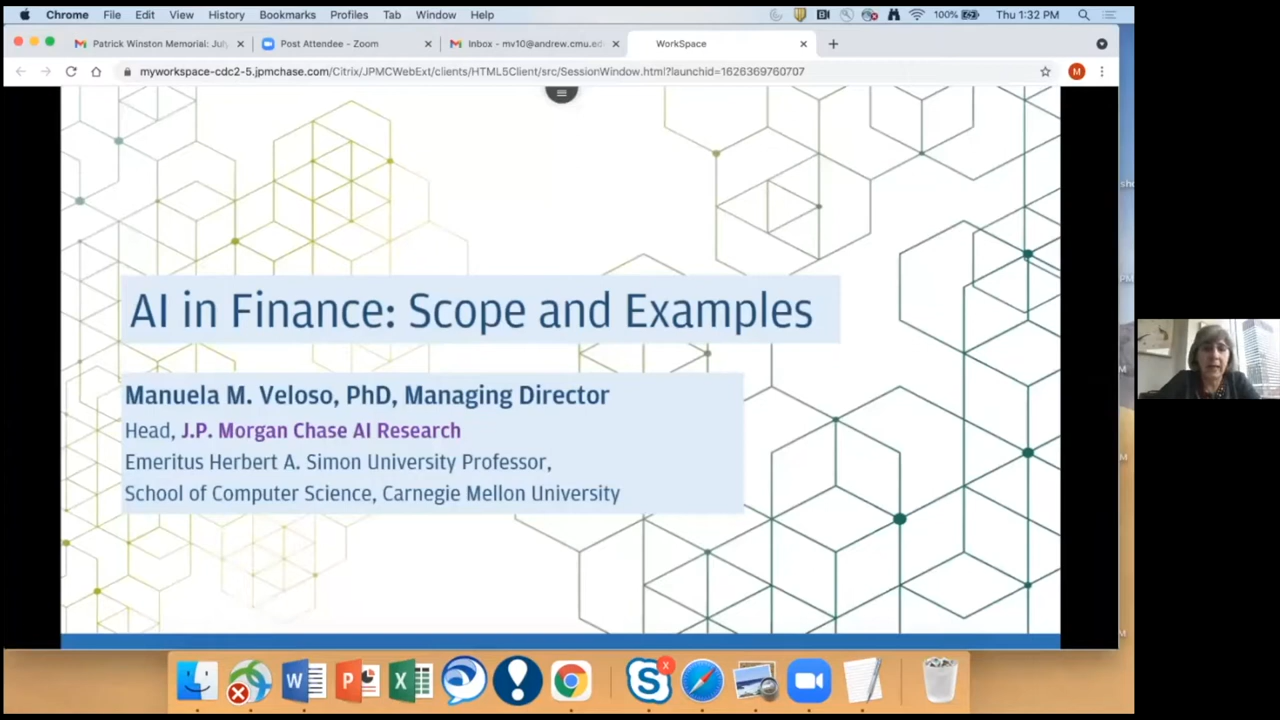 Chrome File Edit View History Bookmarks Profiles Tab Window Help 100% Thu 1:32 PM
Patrick Winston Memorial: July Post Attendee - Zoom Inbox - mv10@andrew.cmu.ed WorkSpace
myworkspace-cdc2-5.jpmchase.com/Citrix/JPMCWebExt/clients/HTML5Client/src/SessionWindow.html?launchid=1626369760707 M
AI in Finance: Scope and Examples
Manuela M. Veloso, PhD, Managing Director
Head, J.P. Morgan Chase AI Research
Emeritus Herbert A. Simon University Professor,
School of Computer Science, Carnegie Mellon University